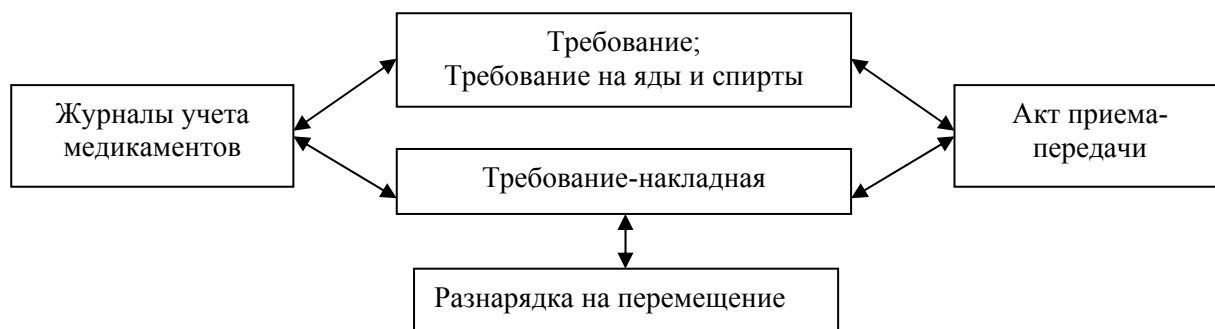 Требование;
Требование на яды и спирты
Журналы учета
медикаментов
Акт приема-
передачи
Требование-накладная
Разнарядка на перемещение